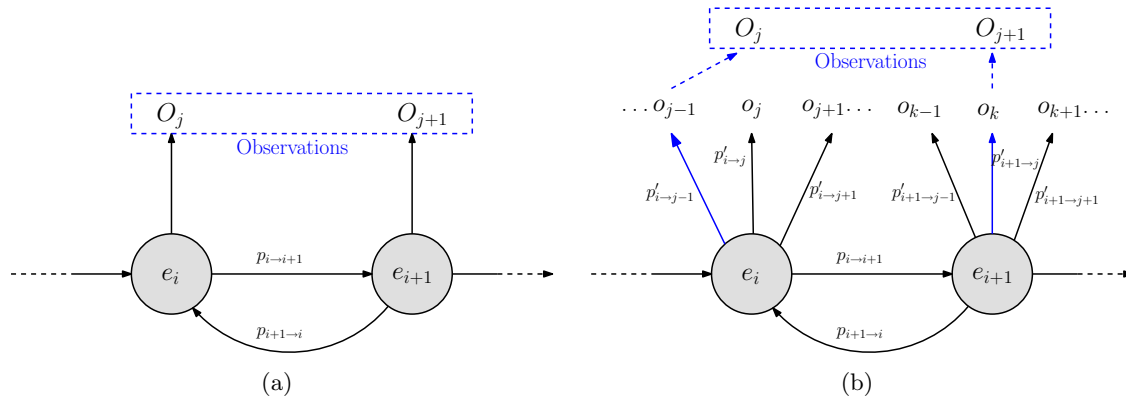 O_j O_{j+1}
Observations
p_{i→i+1}
e_i e_{i+1}
p_{i+1→i}
(a)
O_j O_{j+1}
Observations
… o_{j-1} o_j o_{j+1} … o_{k-1} o_k o_{k+1} …
p'_{i→j} p'_{i+1→j}
p'_{i→j-1} p'_{i→j+1} p'_{i+1→j-1} p'_{i+1→j+1}
p_{i→i+1}
e_i e_{i+1}
p_{i+1→i}
(b)